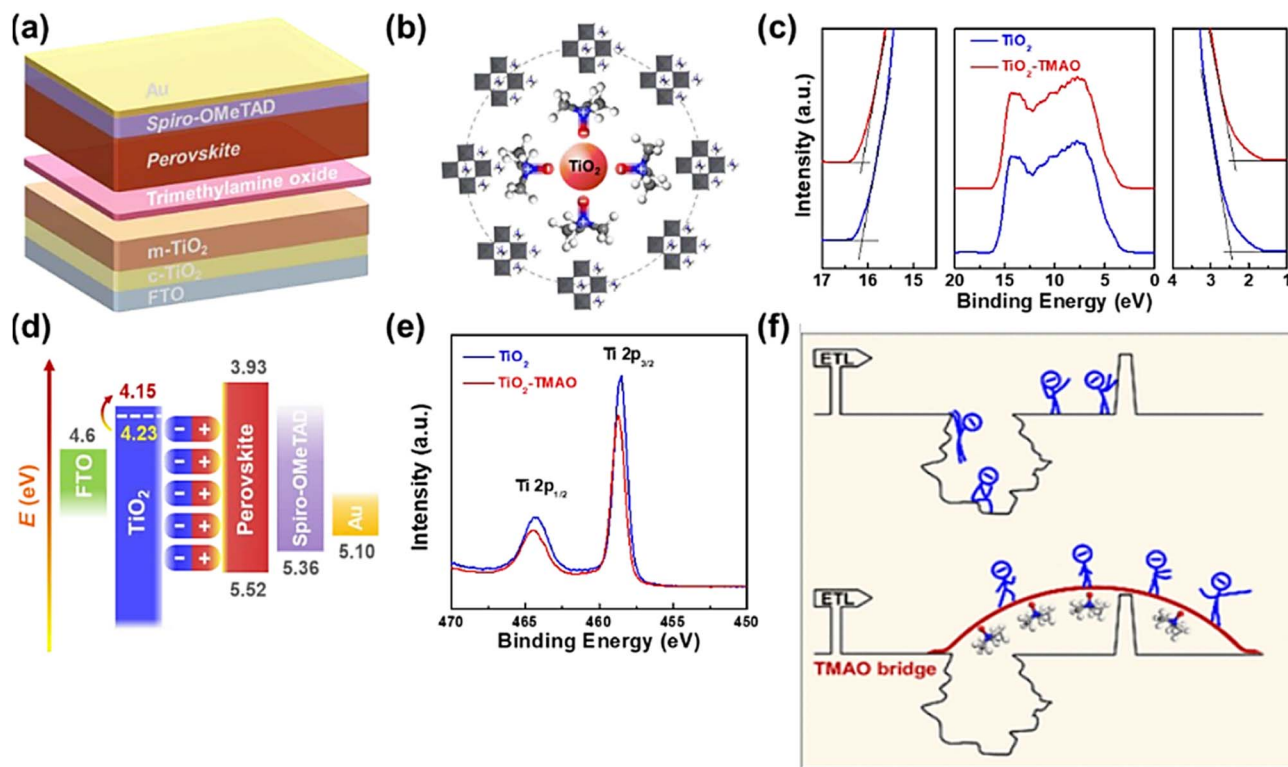 (a)
Au
Spiro-OMeTAD
Perovskite
Trimethylamine oxide
m-TiO₂
c-TiO₂
FTO
(b)
TiO₂
(c)
Intensity (a.u.)
TiO₂
TiO₂-TMAO
17 16 15 20 15 10 5 0 4 3 2 1
Binding Energy (eV)
(d)
E (eV)
4.6
FTO
4.15
4.23
TiO₂
- +
- +
- +
- +
- +
3.93
Perovskite
5.52
Spiro-OMeTAD
5.36
Au
5.10
(e)
Intensity (a.u.)
TiO₂
TiO₂-TMAO
Ti 2p₃/₂
Ti 2p₁/₂
470 465 460 455 450
Binding Energy (eV)
(f)
ETL
ETL
TMAO bridge